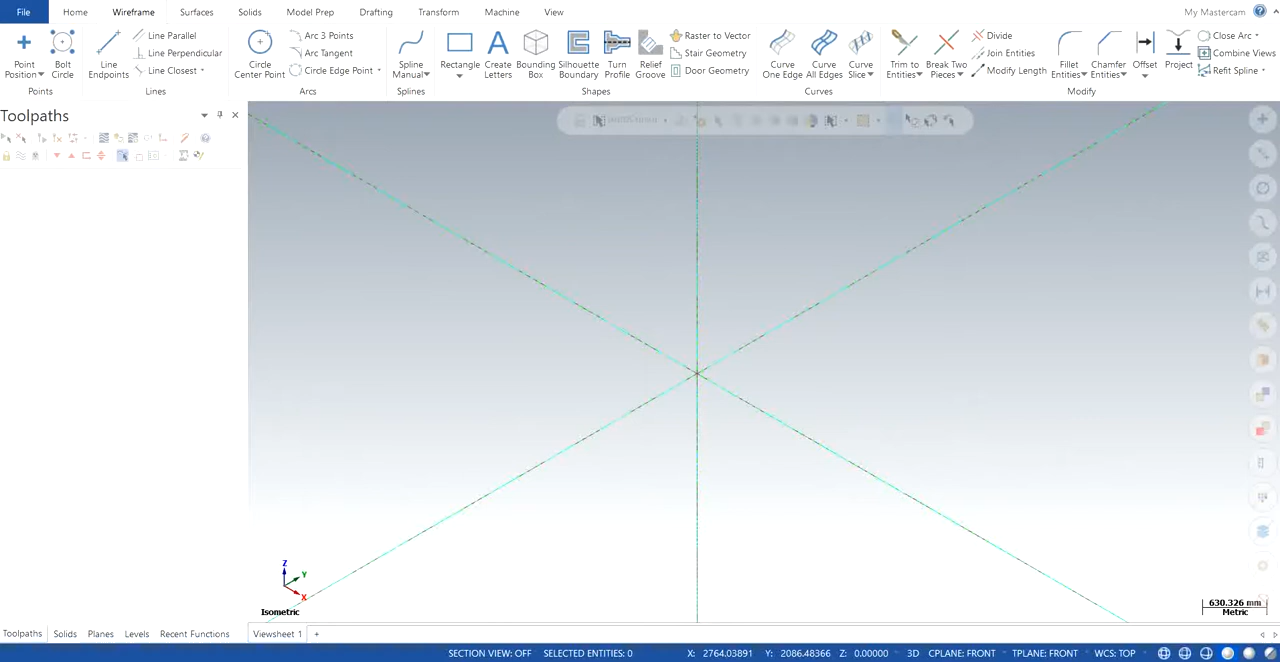 File Home Wireframe Surfaces Solids Model Prep Drafting Transform Machine View My Mastercam
Point Position Bolt Circle
Points
Line Endpoints
Line Parallel
Line Perpendicular
Line Closest
Lines
Circle Center Point
Arc 3 Points
Arc Tangent
Circle Edge Point
Arcs
Spline Manual
Splines
Rectangle
Create Letters
Bounding Box
Silhouette Boundary
Turn Profile
Relief Groove
Raster to Vector
Stair Geometry
Door Geometry
Shapes
Curve One Edge
Curve All Edges
Curve Slice
Curves
Trim to Entities
Break Two Pieces
Divide
Join Entities
Modify Length
Fillet Entities
Chamfer Entities
Offset
Project
Close Arc
Combine Views
Refit Spline
Modify
Toolpaths
Z
Y
X
Isometric
630.326 mm
Metric
Toolpaths Solids Planes Levels Recent Functions Viewsheet 1 +
SECTION VIEW: OFF SELECTED ENTITIES: 0 X: 2764.03891 Y: 2086.48366 Z: 0.00000 3D CPLANE: FRONT TPLANE: FRONT WCS: TOP